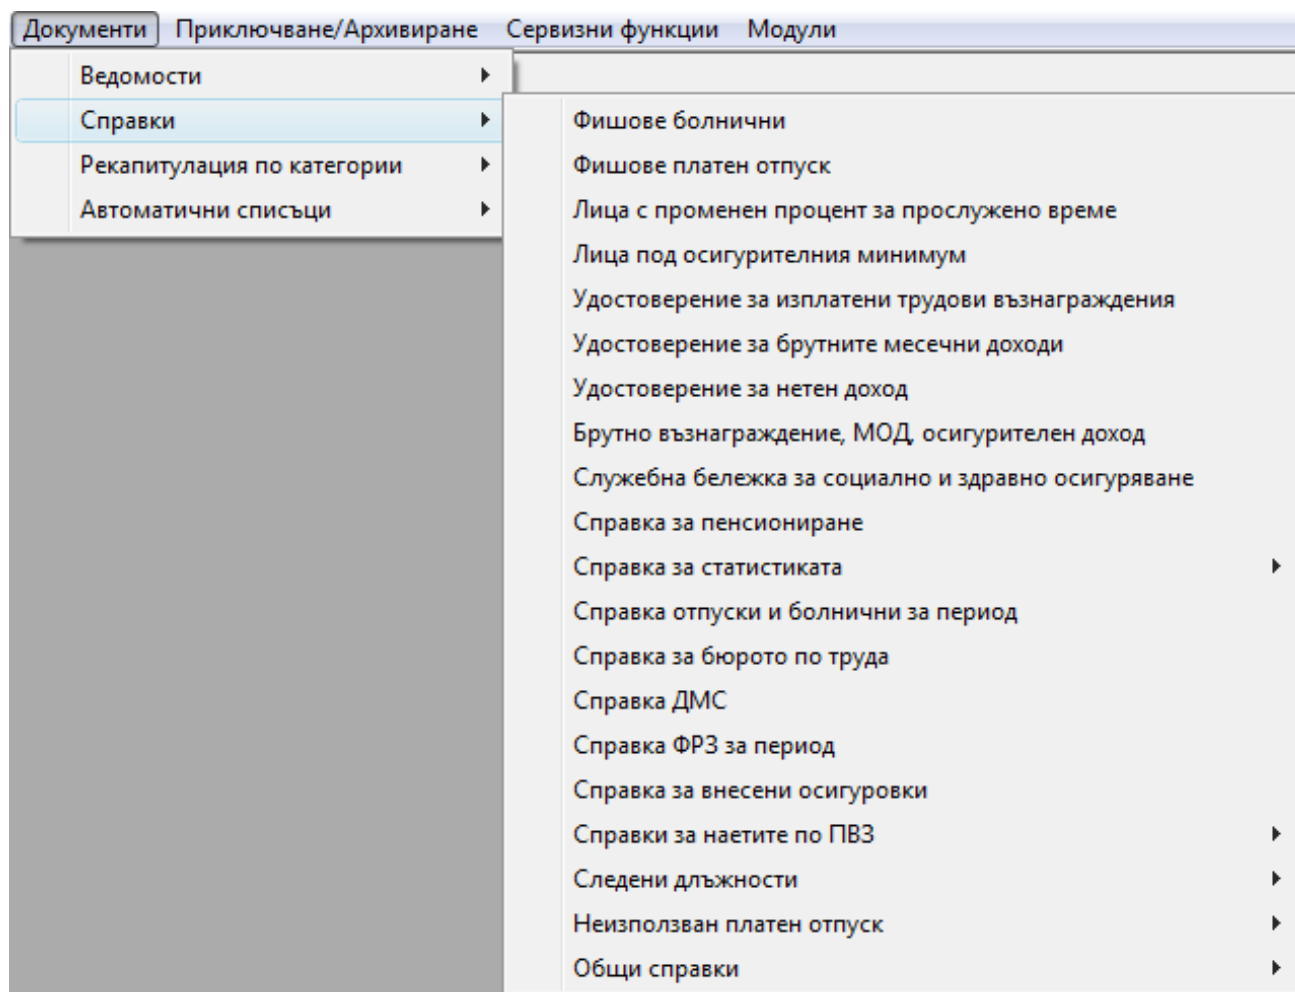 Документи Приключване/Архивиране Сервизни функции Модули
Ведомости
Справки
Рекапитулация по категории
Автоматични списъци
Фишове болнични
Фишове платен отпуск
Лица с променен процент за прослужено време
Лица под осигурителния минимум
Удостоверение за изплатени трудови възнаграждения
Удостоверение за брутните месечни доходи
Удостоверение за нетен доход
Брутно възнаграждение, МОД, осигурителен доход
Служебна бележка за социално и здравно осигуряване
Справка за пенсиониране
Справка за статистиката
Справка отпуски и болнични за период
Справка за бюрото по труда
Справка ДМС
Справка ФРЗ за период
Справка за внесени осигуровки
Справки за наетите по ПВЗ
Следени длъжности
Неизползван платен отпуск
Общи справки